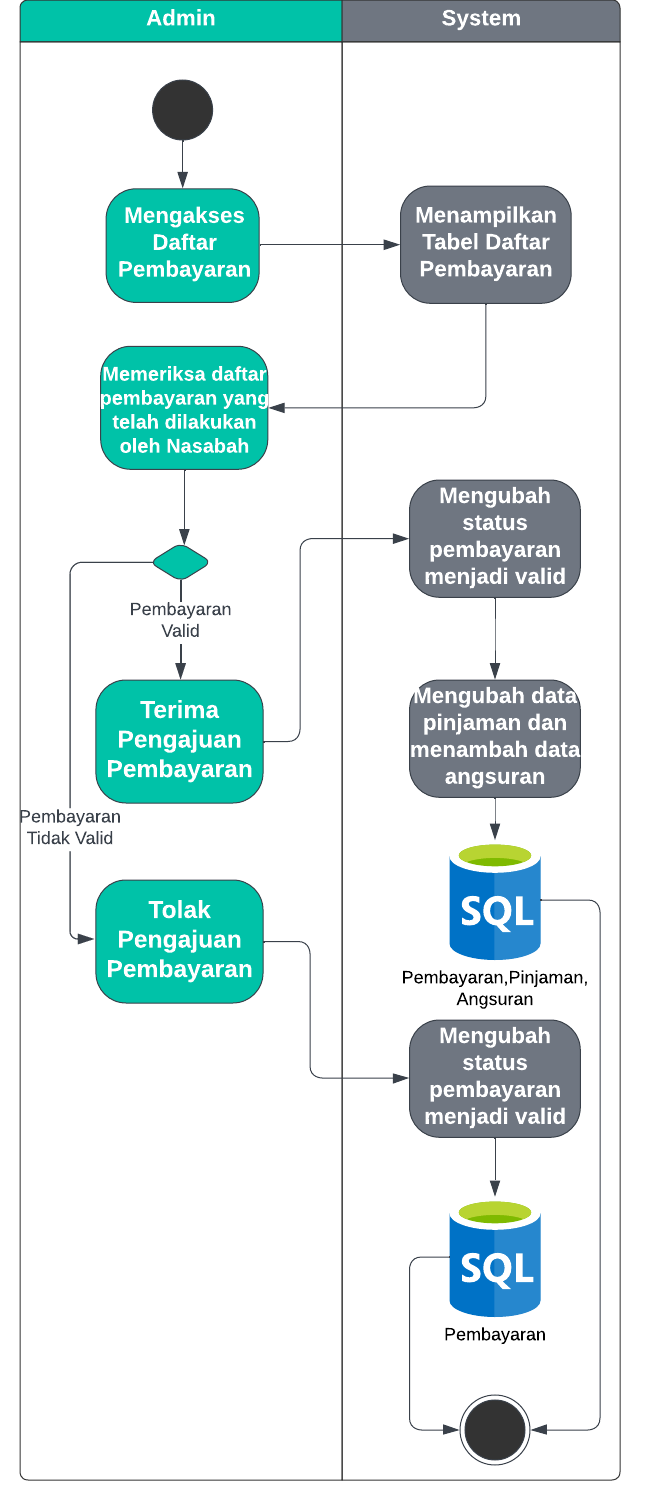 Admin
System
Mengakses
Daftar
Pembayaran
Menampilkan
Tabel Daftar
Pembayaran
Memeriksa daftar
pembayaran yang
telah dilakukan
oleh Nasabah
Mengubah
status
pembayaran
menjadi valid
Pembayaran
Valid
Terima
Pengajuan
Pembayaran
Mengubah data
pinjaman dan
menambah data
angsuran
Pembayaran
Tidak Valid
SQL
Pembayaran,Pinjaman,
Angsuran
Tolak
Pengajuan
Pembayaran
Mengubah
status
pembayaran
menjadi valid
SQL
Pembayaran